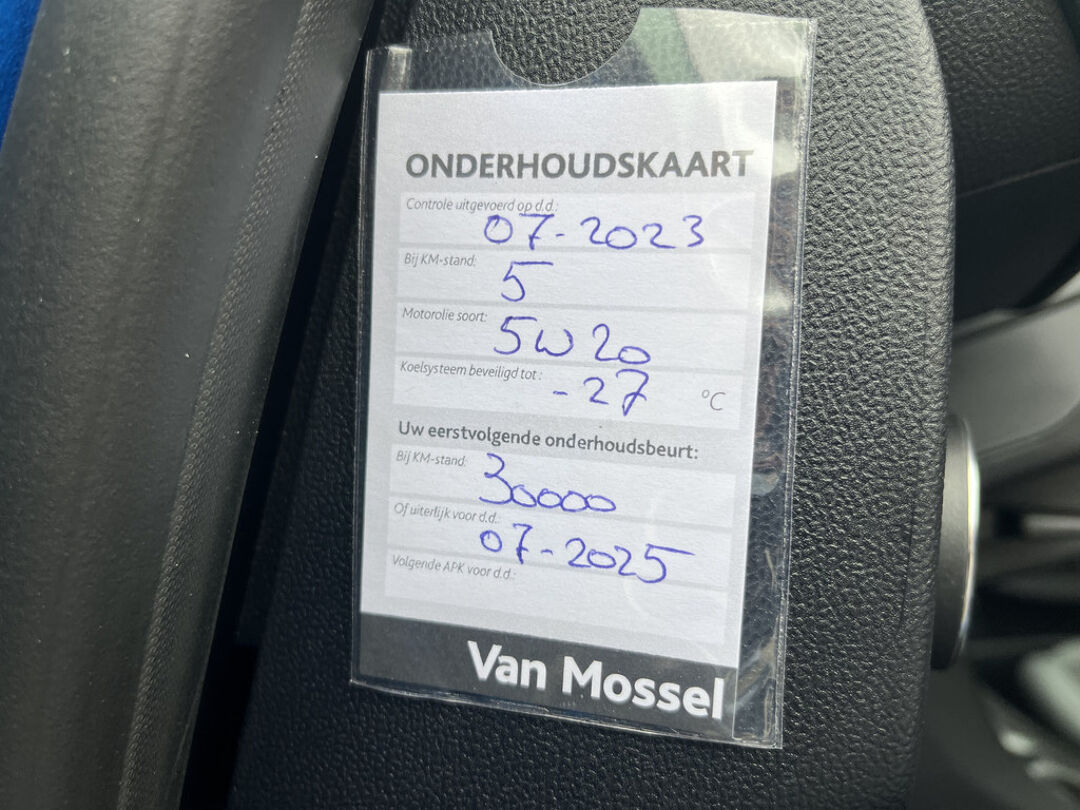 ONDERHOUDSKAART
Controle uitgevoerd op d.d.:
07-2023
Bij KM-stand:
5
Motorolie soort:
5W20
Koelsysteem beveiligd tot:
-27 °C
Uw eerstvolgende onderhoudsbeurt:
Bij KM-stand:
30000
Of uiterlijk voor d.d.:
07-2025
Volgende APK voor d.d.:
Van Mossel